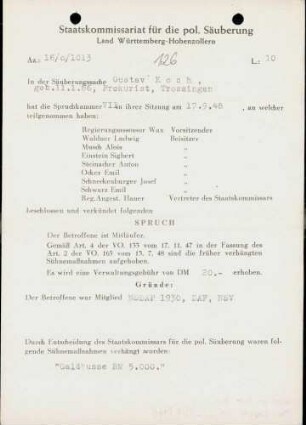 Staatskommissariat für die pol. Säuberung
Land Württemberg-Hohenzollern
Az: 16/c/1013
126
L: 10
In der Säuberungssache Gustav Koch,
geb.11.1.86, Prokurist, Trossingen
hat die Spruchkammer VII in ihrer Sitzung am 17.9.48, an welcher
teilgenommen haben:
Regierungsassessor Wax Vorsitzender
Walduer Ludwig Beisitzer
Munsh Alois
Einstein Sigbert
Steinacher Anton
Oskar Emil
Schneckenburger Josef
Schwarz Emil
Reg.Angest. Hauer Vertreter des Staatskommissars
beschlossen und verkündet folgenden
SPRUCH
Der Betroffene ist Mitläufer.
Gemäß Art. 4 der VO. 133 vom 17. 11. 47 in der Fassung des
Art. 2 der VO. 165 vom 13. 7. 48 sind die früher verhängten
Sühnemaßnahmen aufgehoben.
Es wird eine Verwaltungsgebühr von DM 20,- erhoben.
Gründe:
Der Betroffene war Mitglied NSDAP 1930, DAF, NSV
Durch Entscheidung des Staatskommissars für die pol. Säuberung waren fol-
gende Sühnemaßnahmen verhängt worden:
"Geldbusse RM 5.000."